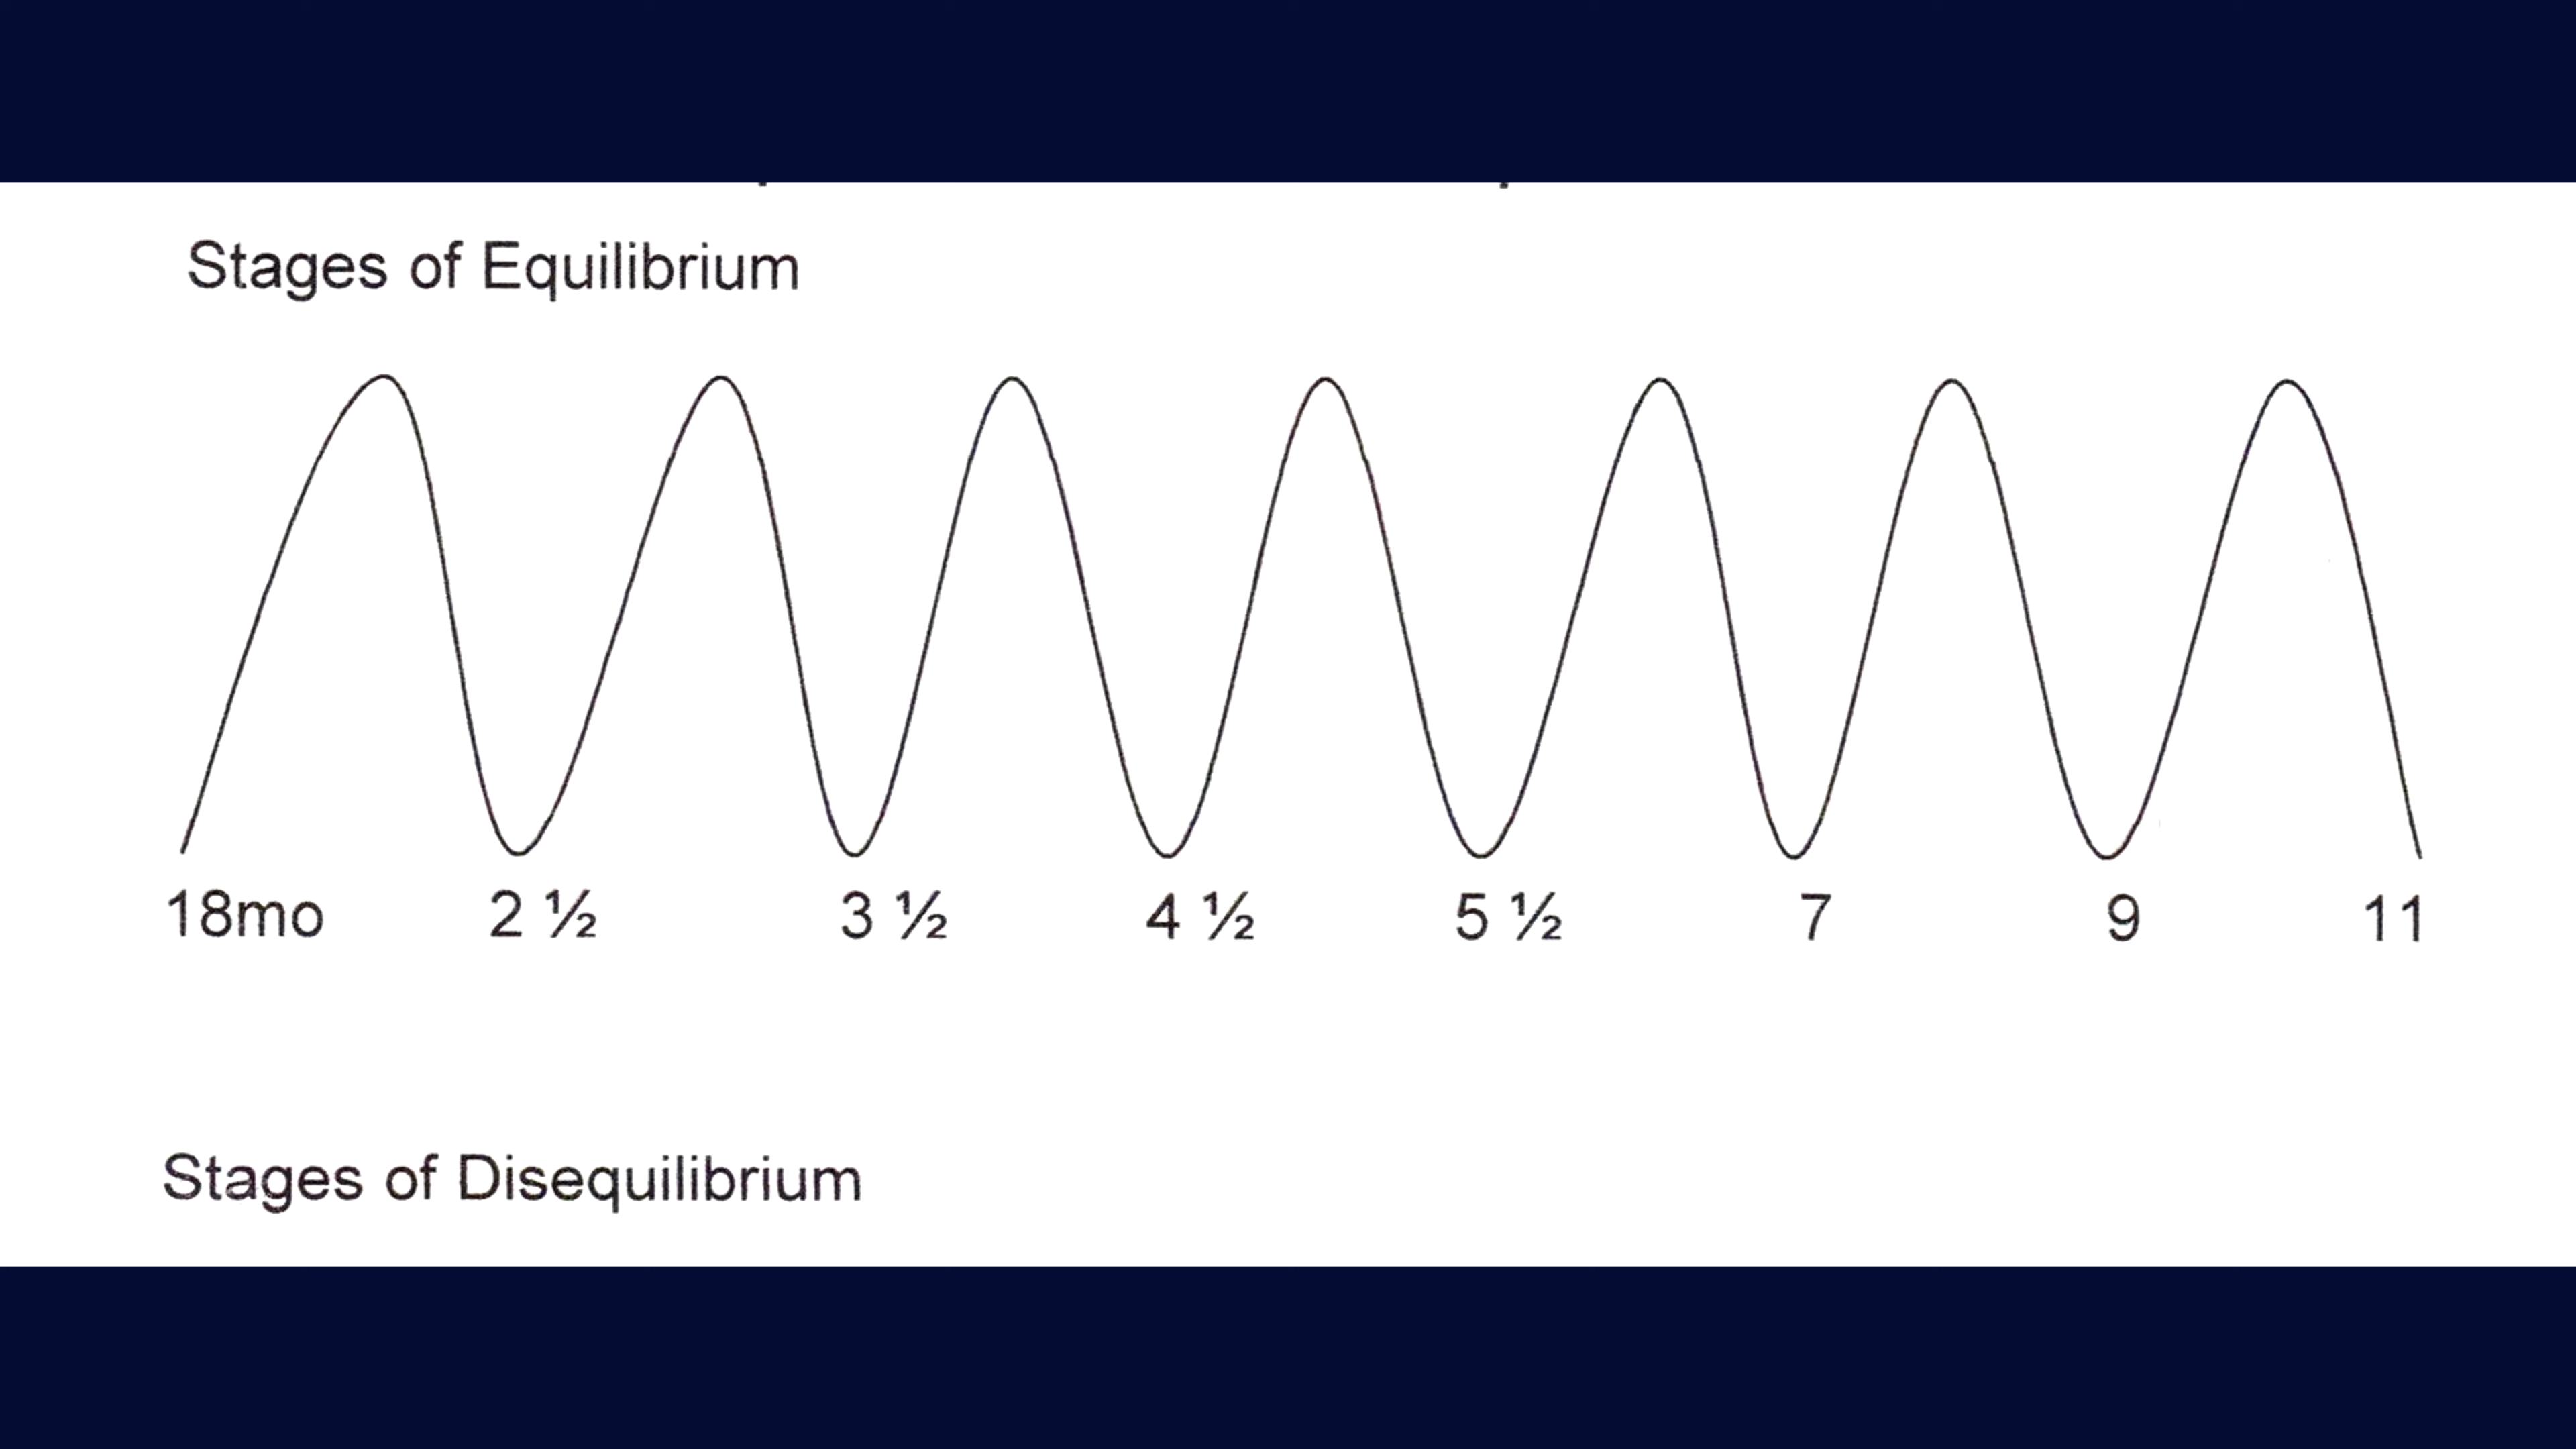 Stages of Equilibrium
18mo 2 ½ 3 ½ 4 ½ 5 ½ 7 9 11
Stages of Disequilibrium